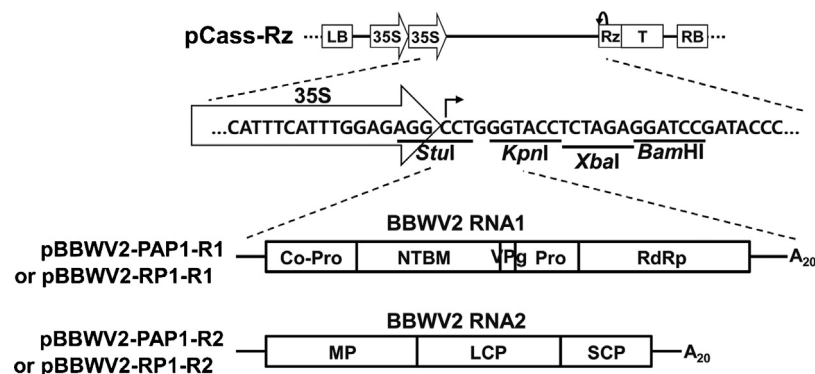 pCass-Rz LB 35S 35S Rz T RB
35S
...CATTTCATTTGGAGAGG CCTGGGTACCTCTAGAGGATCCGATACCC...
StuI KpnI XbaI BamHI
BBWV2 RNA1
pBBWV2-PAP1-R1
or pBBWV2-RP1-R1
Co-Pro NTBM VPg Pro RdRp A20
BBWV2 RNA2
pBBWV2-PAP1-R2
or pBBWV2-RP1-R2
MP LCP SCP A20